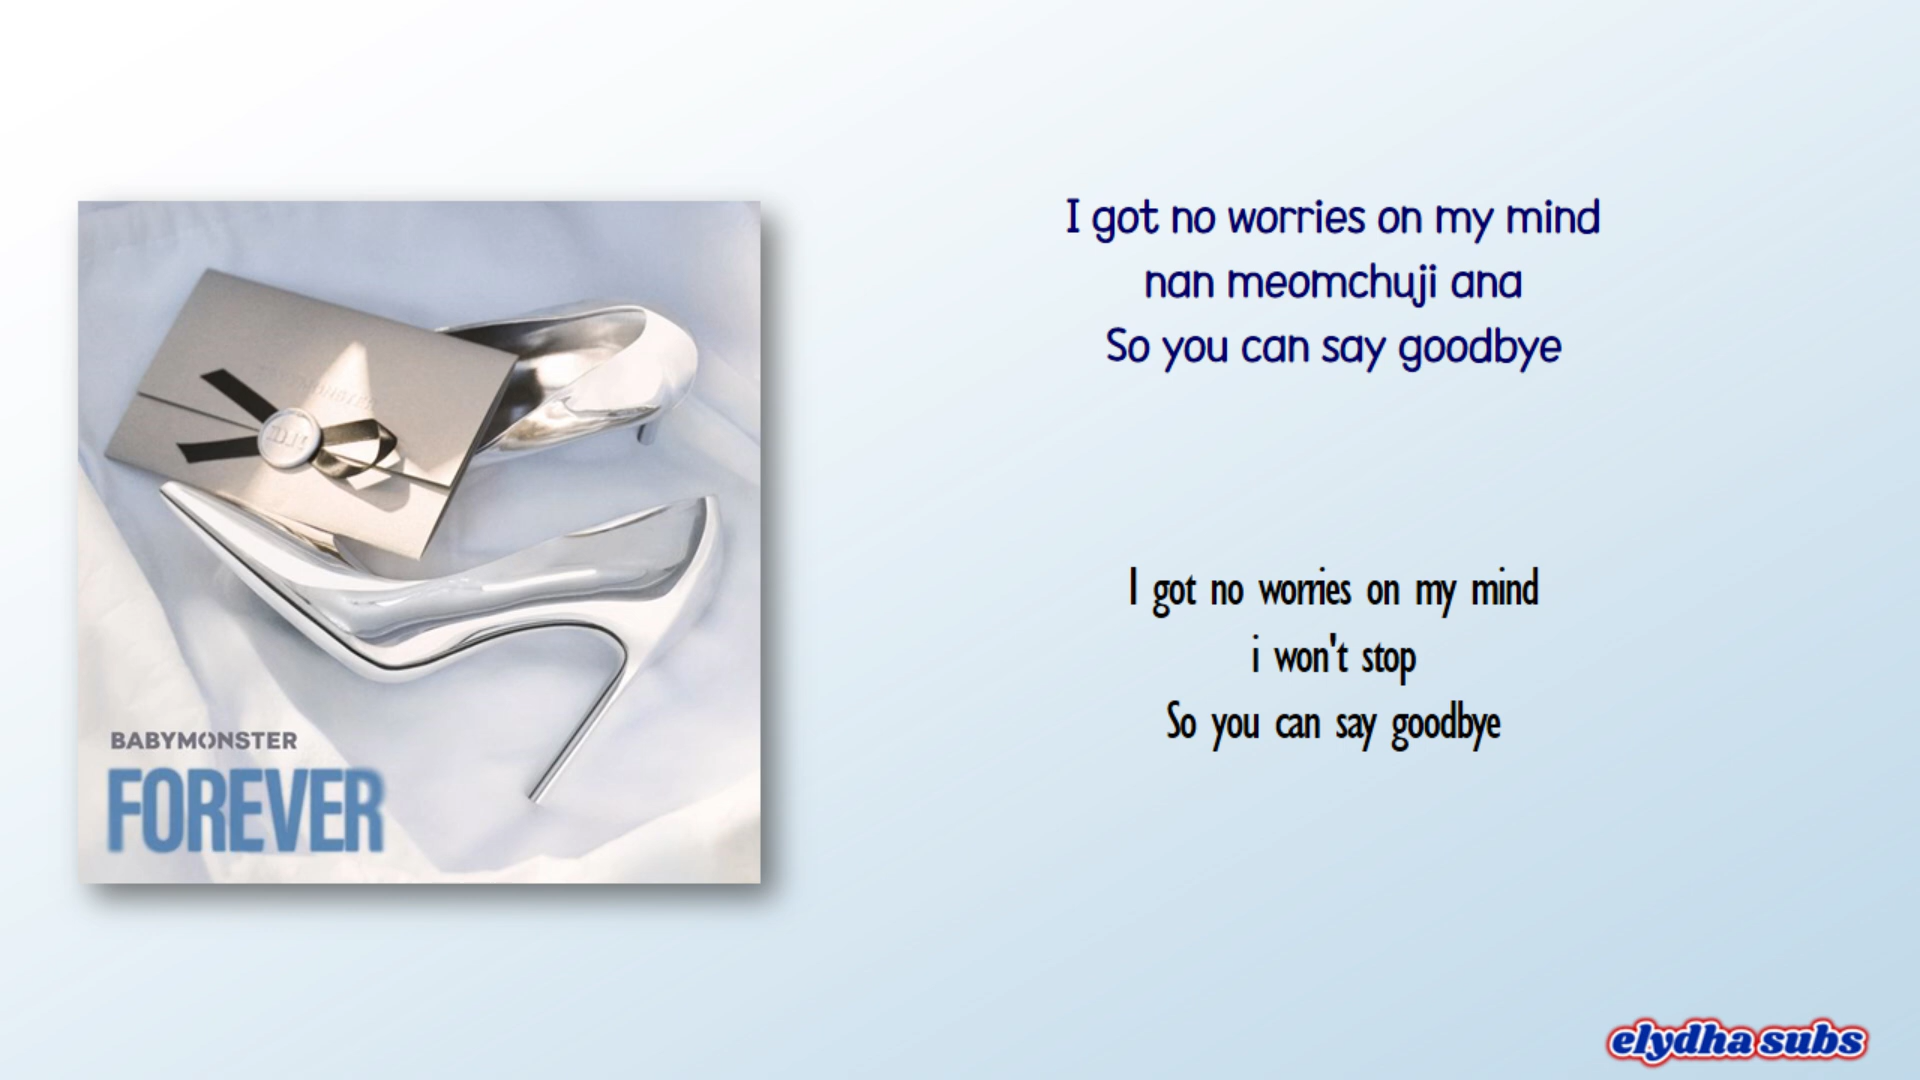 I got no worries on my mind
nan meomchuji ana
So you can say goodbye
I got no worries on my mind
i won't stop
So you can say goodbye
BABYMONSTER
FOREVER
elydha subs